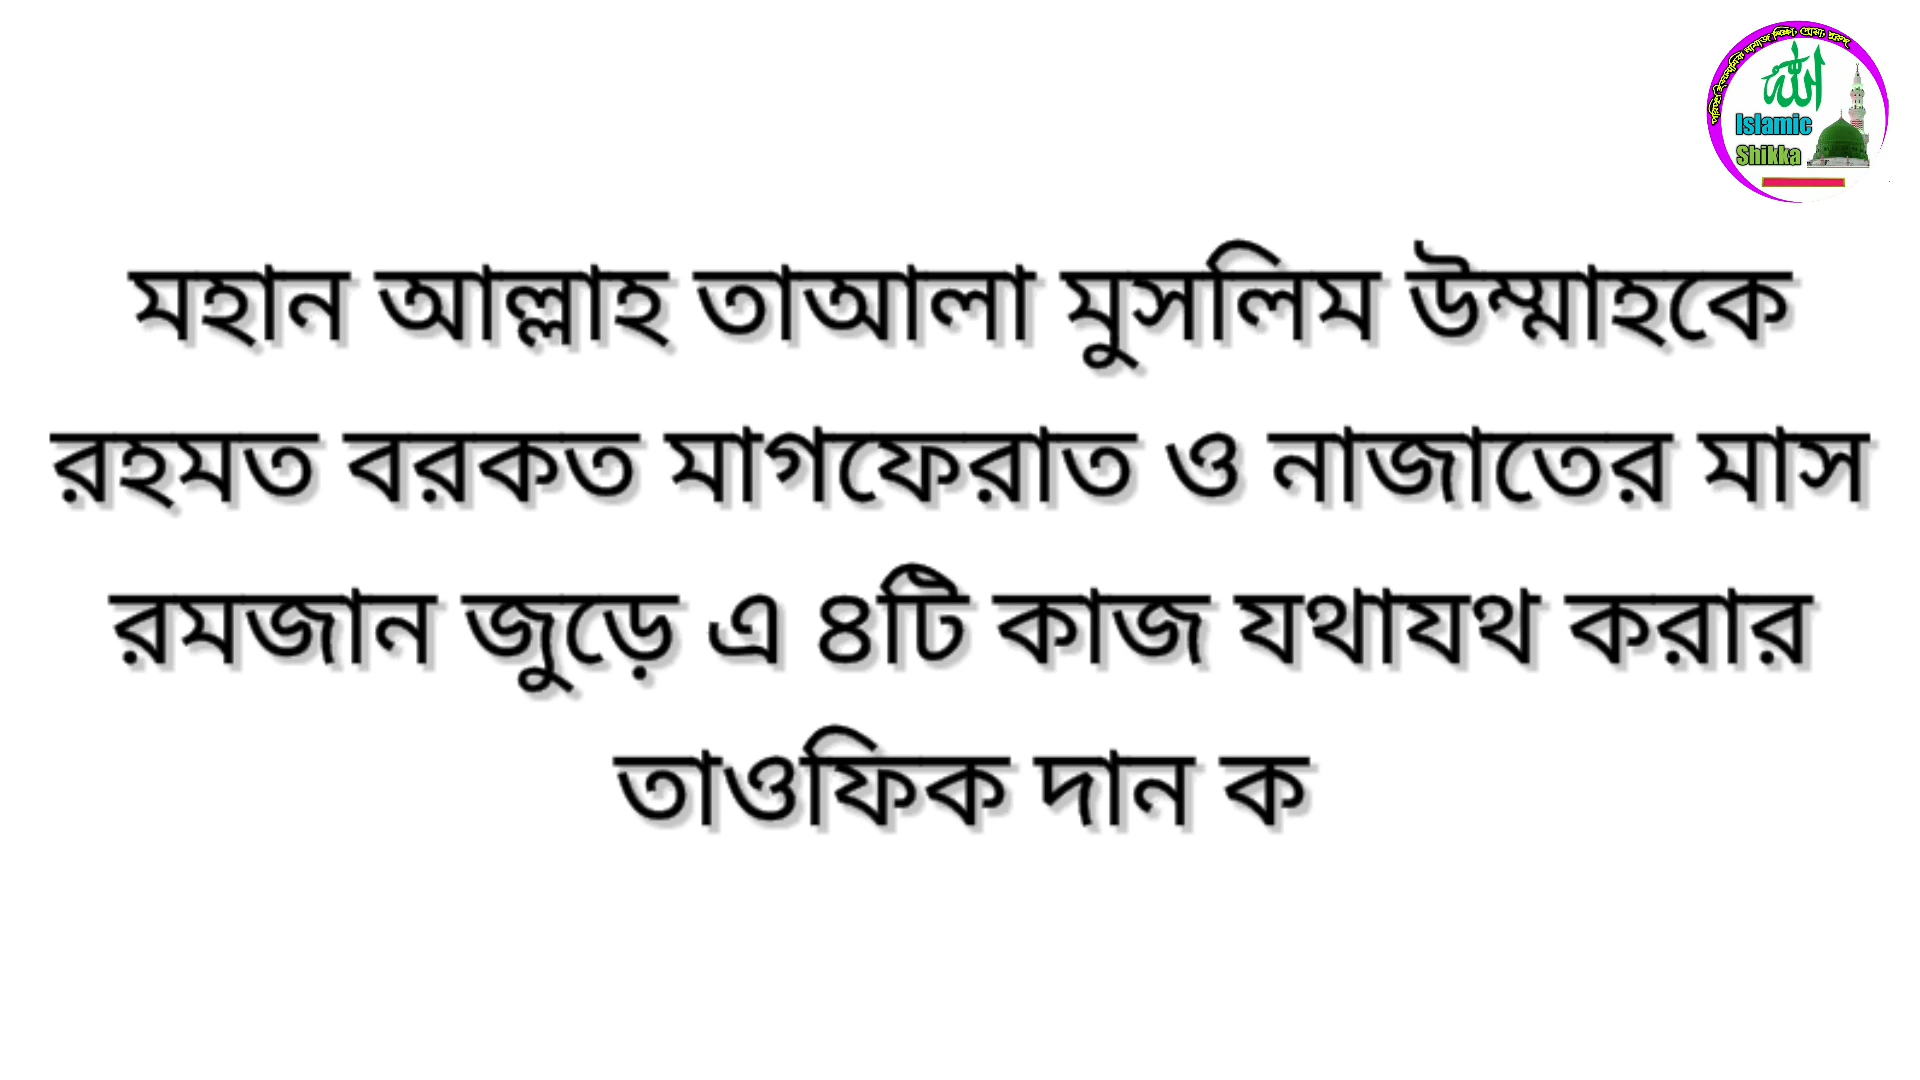 Islamic
Shikka
মহান আল্লাহ তাআলা মুসলিম উম্মাহকে
রহমত বরকত মাগফেরাত ও নাজাতের মাস
রমজান জুড়ে এ ৪টি কাজ যথাযথ করার
তাওফিক দান ক